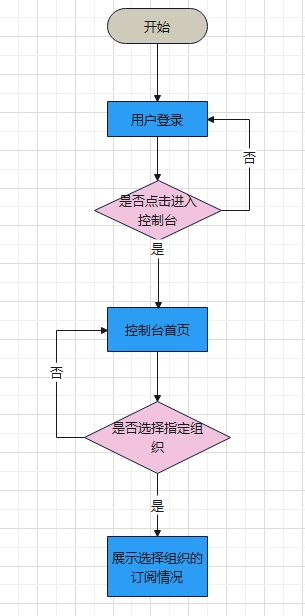 开始
用户登录
否
是否点击进入
控制台
是
控制台首页
否
是否选择指定组
织
是
展示选择组织的
订阅情况